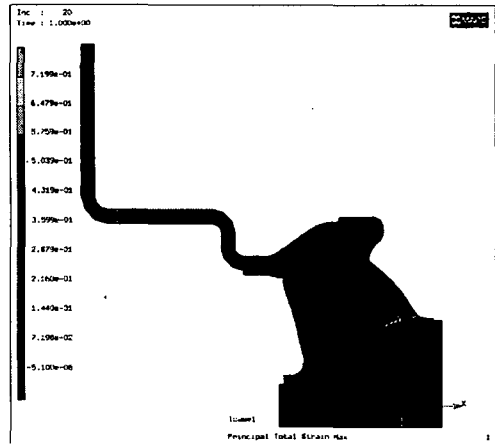 Inc : 20
Time : 1.000e+00
7.199e-01
6.479e-01
5.759e-01
5.039e-01
4.319e-01
3.599e-01
2.879e-01
2.160e-01
1.440e-01
7.198e-02
-5.100e-06
X
lcase1
Principal Total Strain Max
1